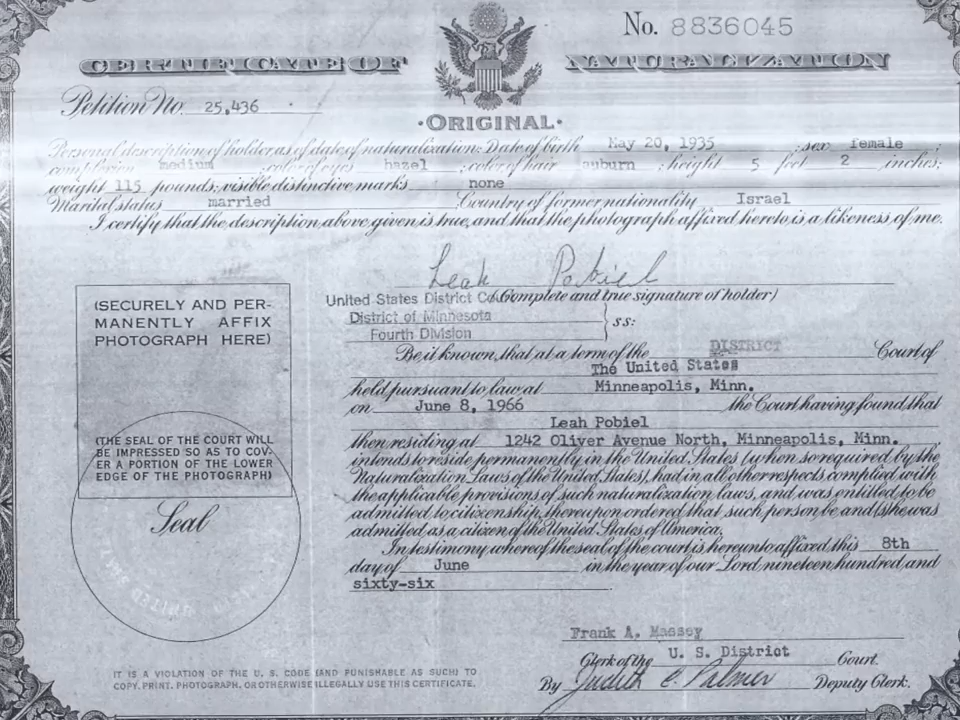 No. 8836045
CERTIFICATE OF NATURALIZATION
Petition No. 25,436
·ORIGINAL·
Personal description of holder as of date of naturalization: Date of birth May 20, 1935 ; sex female
complexion medium ; color of eyes hazel ; color of hair auburn ; height 5 feet 2 inches;
weight 115 pounds; visible distinctive marks none
Marital status married Country of former nationality Israel
I certify that the description above given is true, and that the photograph affixed hereto is a likeness of me.
Leah Pobiel
(Complete and true signature of holder)
(SECURELY AND PER-
MANENTLY AFFIX
PHOTOGRAPH HERE)
(THE SEAL OF THE COURT WILL
BE IMPRESSED SO AS TO COV-
ER A PORTION OF THE LOWER
EDGE OF THE PHOTOGRAPH)
Seal
United States District
District of Minnesota
Fourth Division
ss:
Be it known, that at a term of the DISTRICT Court of
The United States
held pursuant to law at Minneapolis, Minn.
on June 8, 1966 the Court having found that
Leah Pobiel
then residing at 1242 Oliver Avenue North, Minneapolis, Minn.
intends to reside permanently in the United States (when so required by the
Naturalization Laws of the United States), had in all other respects complied with
the applicable provisions of such naturalization laws, and was entitled to be
admitted to citizenship, thereupon ordered that such person be and (s)he was
admitted as a citizen of the United States of America.
In testimony whereof the seal of the court is hereunto affixed this 8th
day of June in the year of our Lord nineteen hundred and
sixty-six
Frank A. Massey
Clerk of the U. S. District Court.
By Judith C. Palmer Deputy Clerk.
IT IS A VIOLATION OF THE U. S. CODE (AND PUNISHABLE AS SUCH) TO
COPY, PRINT, PHOTOGRAPH, OR OTHERWISE ILLEGALLY USE THIS CERTIFICATE.